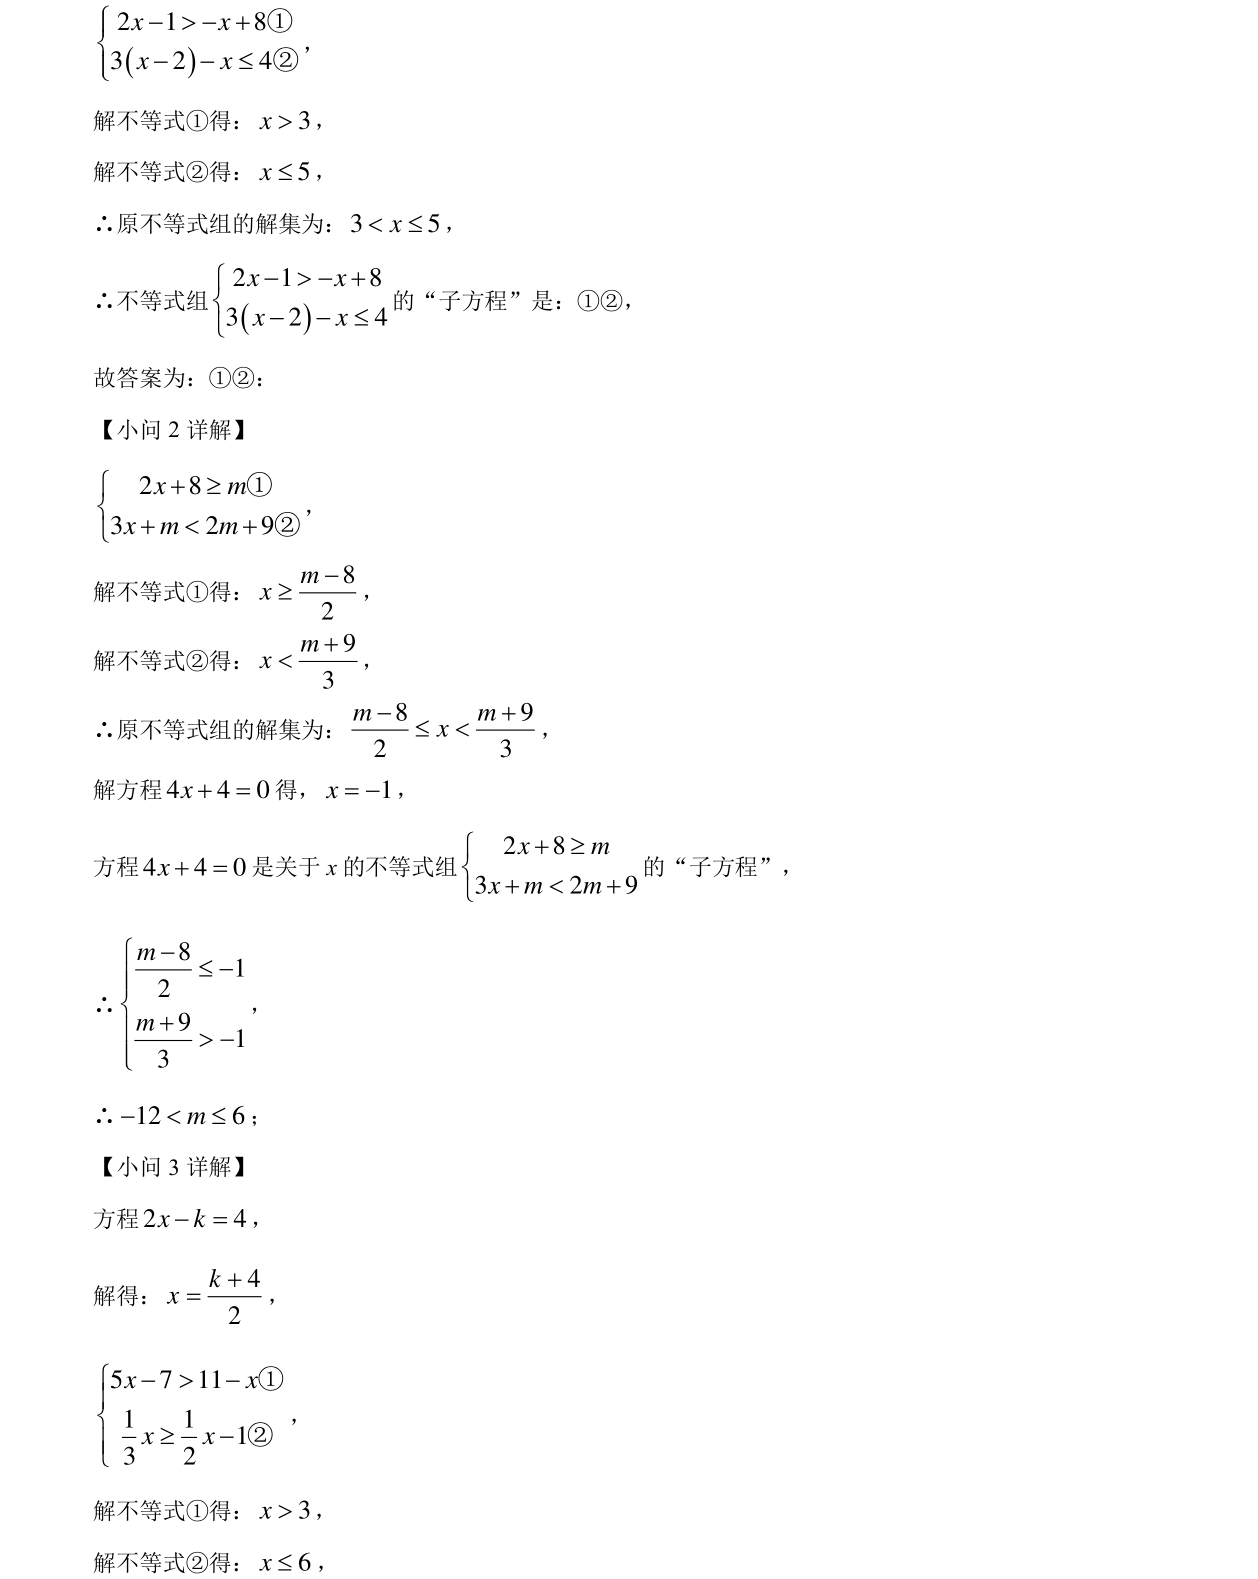 {2x−1>−x+8①
3(x−2)−x≤4②，
解不等式①得：x>3，
解不等式②得：x≤5，
∴原不等式组的解集为：3<x≤5，
∴不等式组{2x−1>−x+8
3(x−2)−x≤4的“子方程”是：①②，
故答案为：①②：
【小问 2 详解】
{2x+8≥m①
3x+m<2m+9②，
解不等式①得：x≥(m−8)/2，
解不等式②得：x<(m+9)/3，
∴原不等式组的解集为：(m−8)/2≤x<(m+9)/3，
解方程4x+4=0得，x=−1，
方程4x+4=0是关于 x 的不等式组{2x+8≥m
3x+m<2m+9的“子方程”，
∴{(m−8)/2≤−1
(m+9)/3>−1，
∴−12<m≤6；
【小问 3 详解】
方程2x−k=4，
解得：x=(k+4)/2，
{5x−7>11−x①
1/3x≥1/2x−1②，
解不等式①得：x>3，
解不等式②得：x≤6，